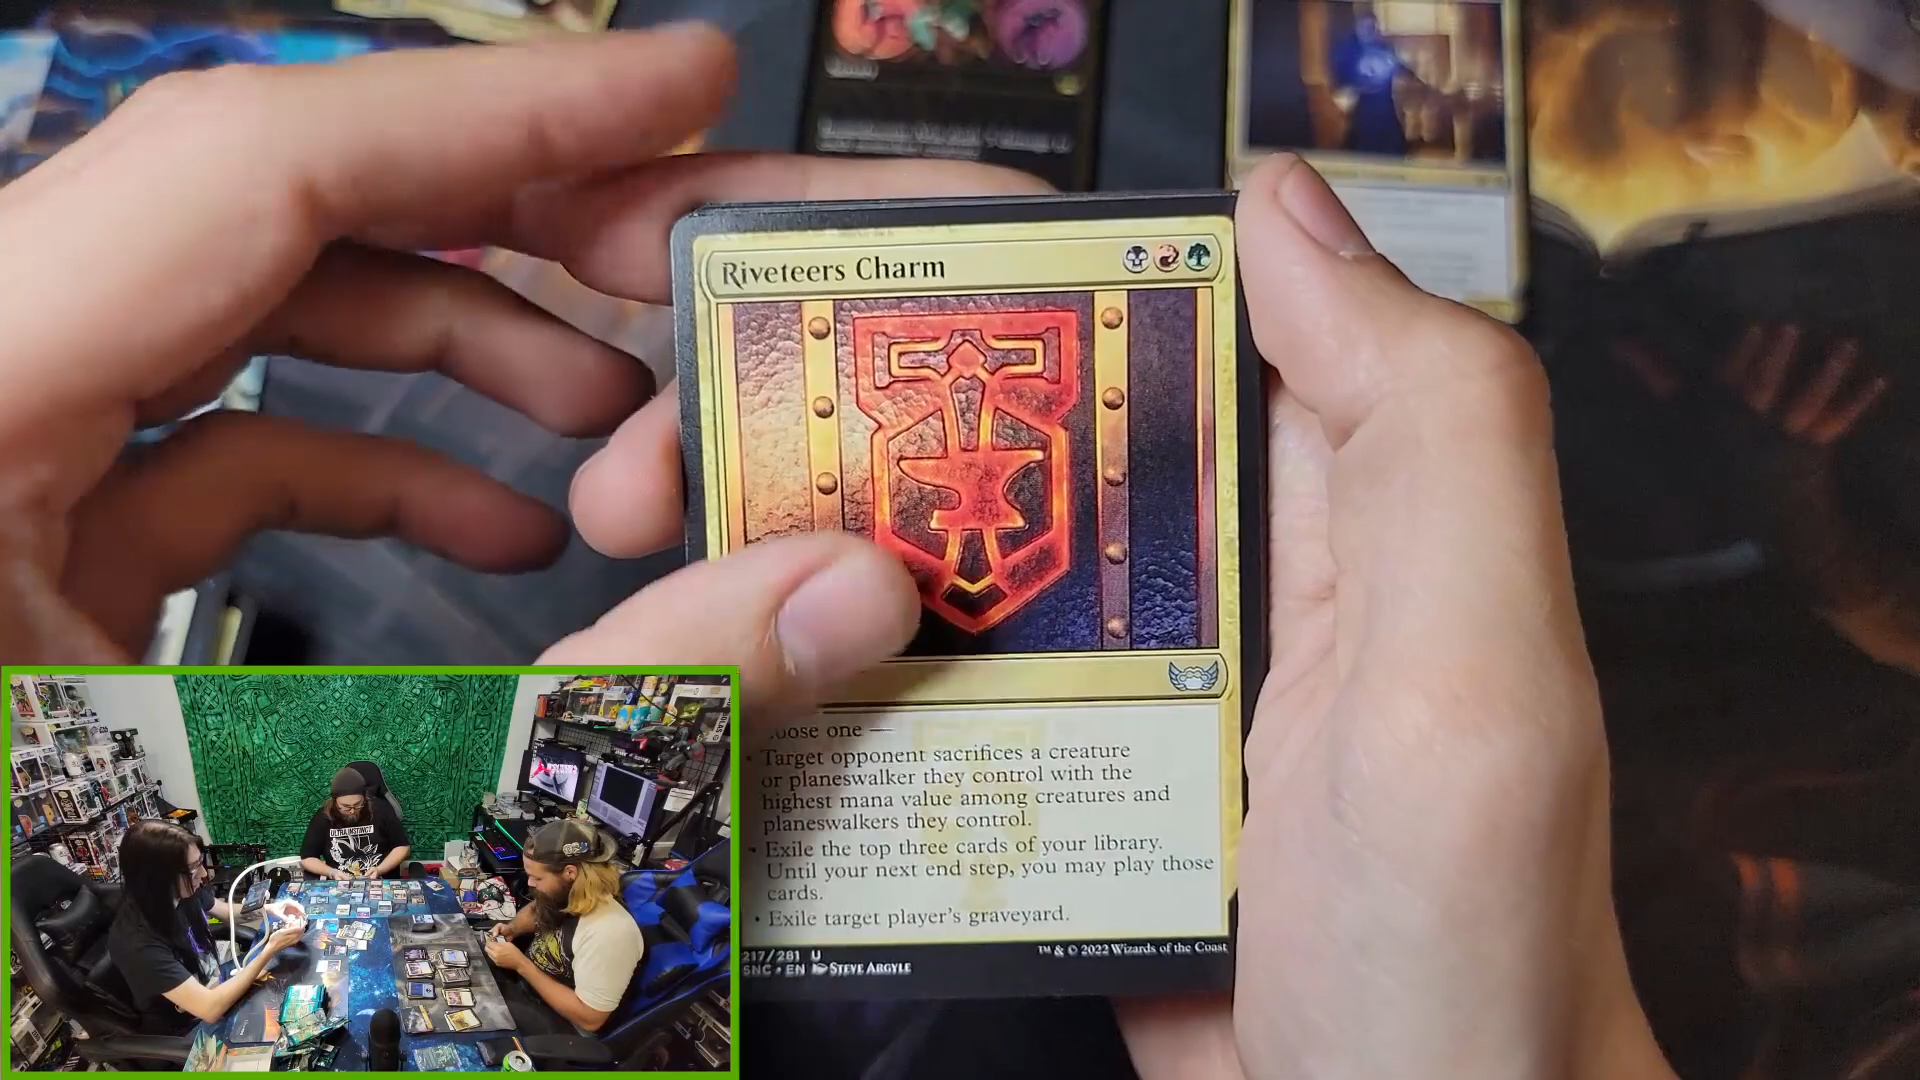 Riveteers Charm
oose one —
• Target opponent sacrifices a creature
or planeswalker they control with the
highest mana value among creatures and
planeswalkers they control.
• Exile the top three cards of your library.
Until your next end step, you may play those
cards.
• Exile target player's graveyard.
217/281 U
SNC • EN STEVE ARGYLE
™ & © 2022 Wizards of the Coast
ULTRA INSTINCT